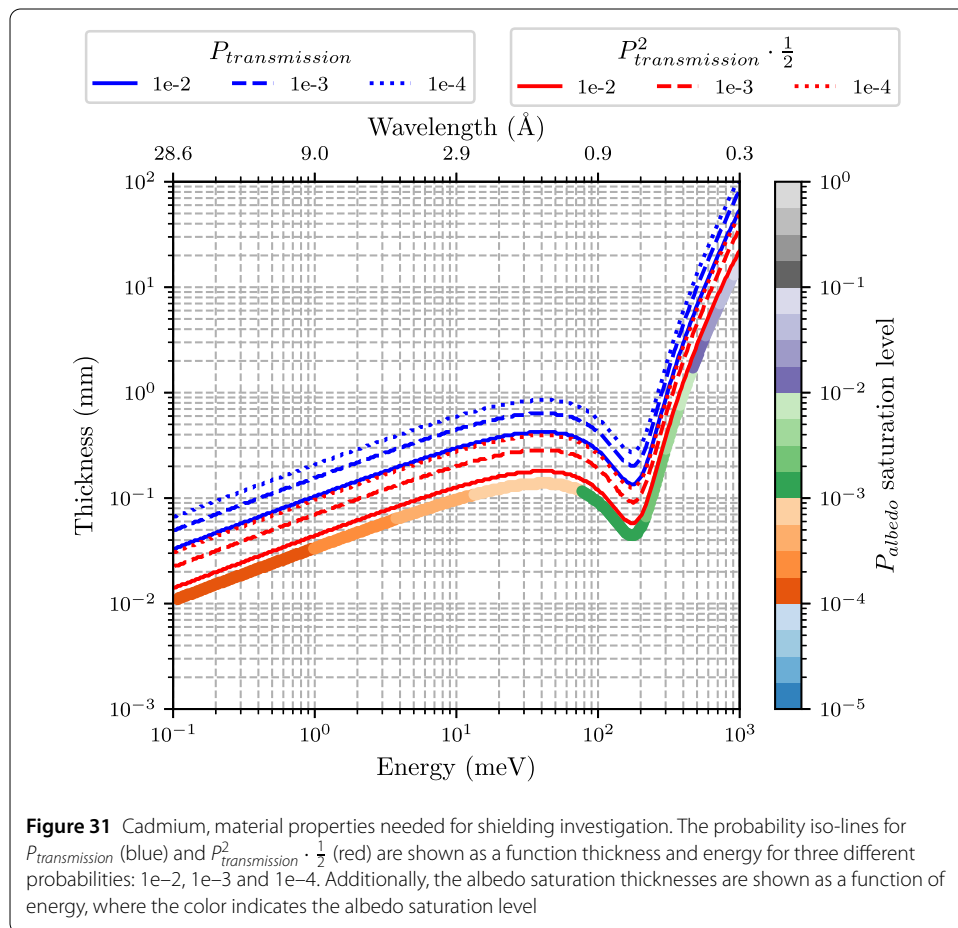 P_transmission
1e-2 1e-3 1e-4
P²_transmission · ½
1e-2 1e-3 1e-4
Wavelength (Å)
28.6 9.0 2.9 0.9 0.3
Thickness (mm)
10² 10¹ 10⁰ 10⁻¹ 10⁻² 10⁻³
10⁻¹ 10⁰ 10¹ 10² 10³
Energy (meV)
10⁰ 10⁻¹ 10⁻² 10⁻³ 10⁻⁴ 10⁻⁵
P_albedo saturation level
Figure 31 Cadmium, material properties needed for shielding investigation. The probability iso-lines for
P_transmission (blue) and P²_transmission · ½ (red) are shown as a function thickness and energy for three different
probabilities: 1e–2, 1e–3 and 1e–4. Additionally, the albedo saturation thicknesses are shown as a function of
energy, where the color indicates the albedo saturation level